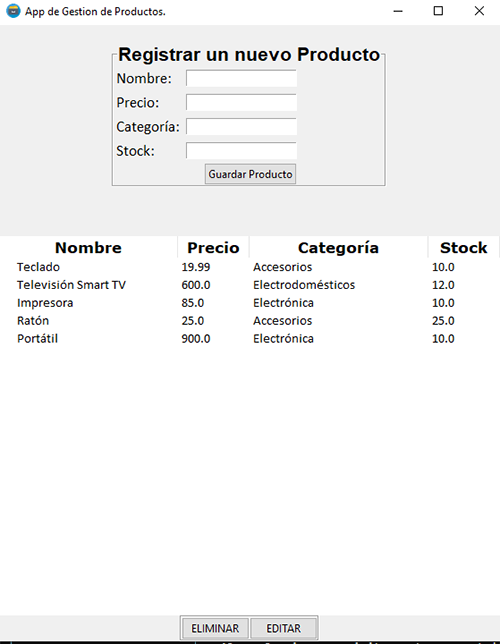 App de Gestion de Productos.
Registrar un nuevo Producto
Nombre:
Precio:
Categoría:
Stock:
Guardar Producto
Nombre Precio Categoría Stock
Teclado 19.99 Accesorios 10.0
Televisión Smart TV 600.0 Electrodomésticos 12.0
Impresora 85.0 Electrónica 10.0
Ratón 25.0 Accesorios 25.0
Portátil 900.0 Electrónica 10.0
ELIMINAR EDITAR